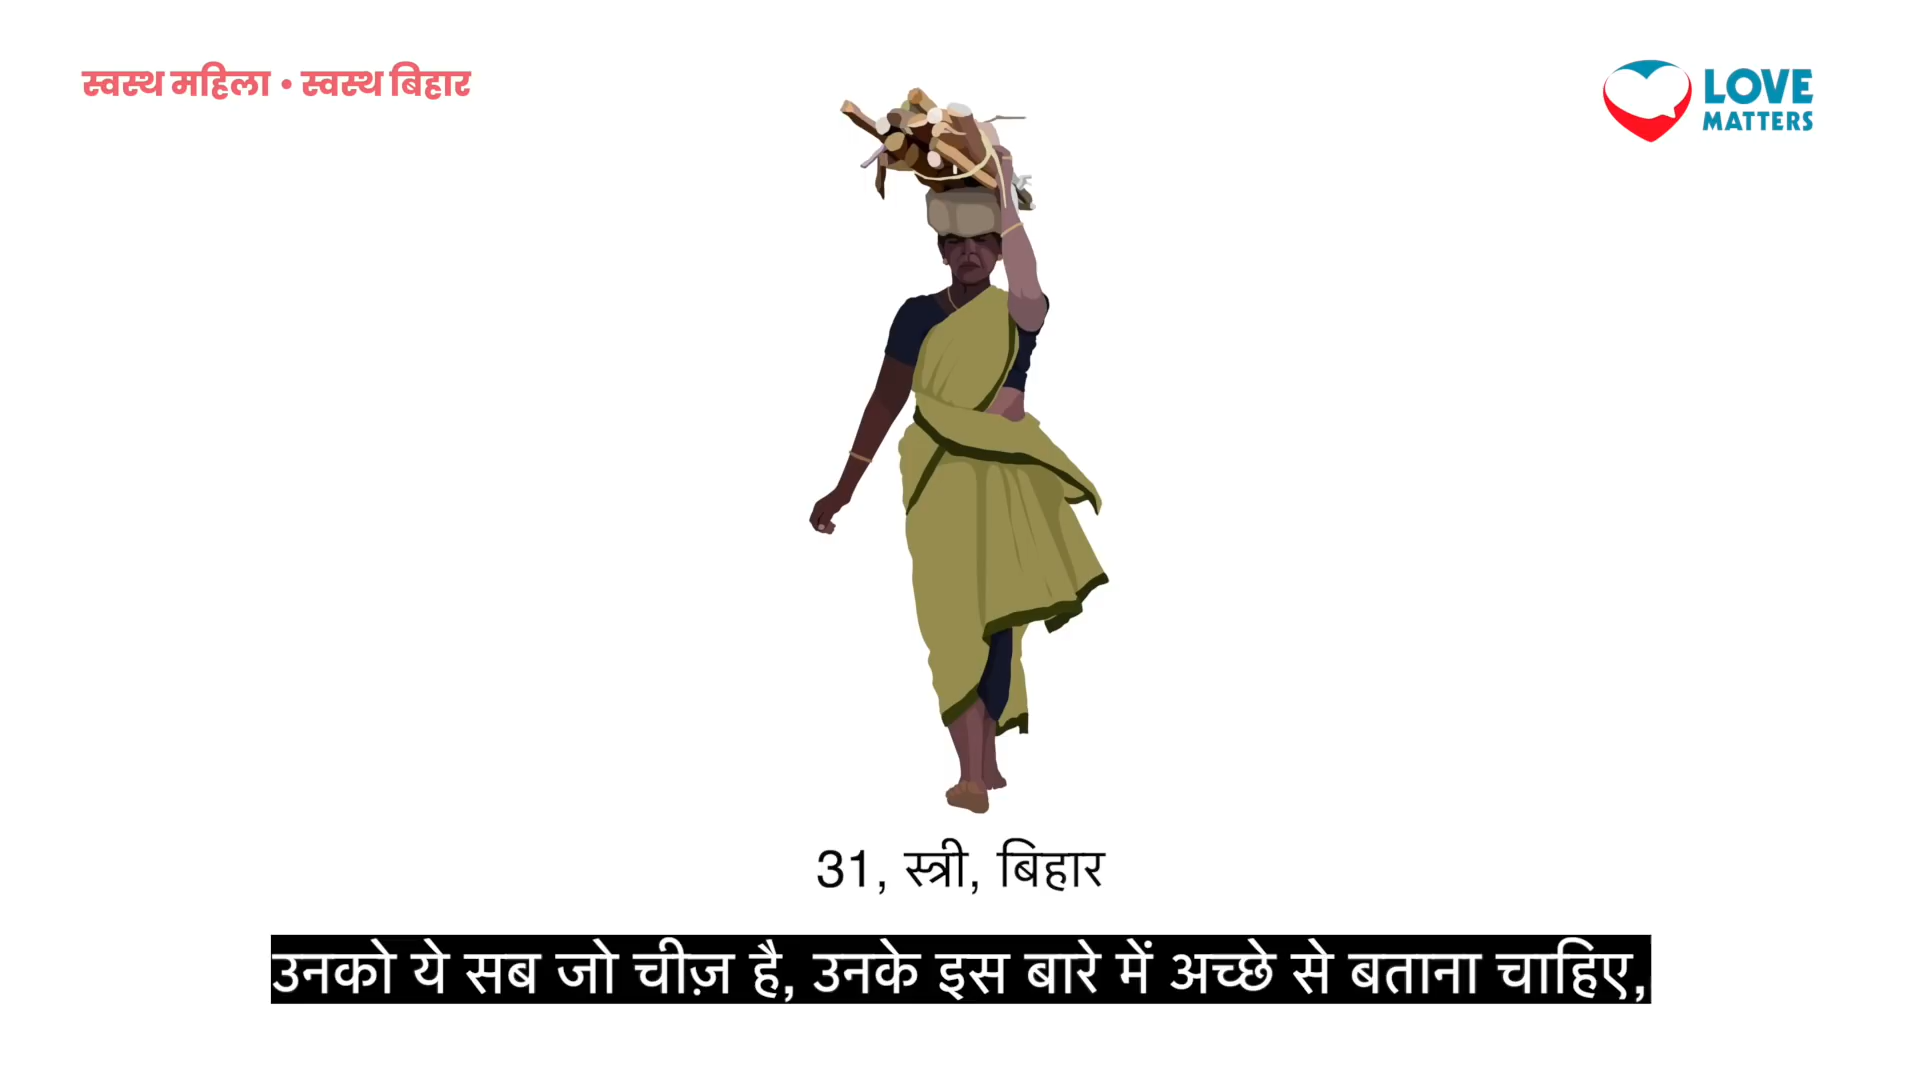 स्वस्थ महिला • स्वस्थ बिहार
LOVE
MATTERS
31, स्त्री, बिहार
उनको ये सब जो चीज़ है, उनके इस बारे में अच्छे से बताना चाहिए,